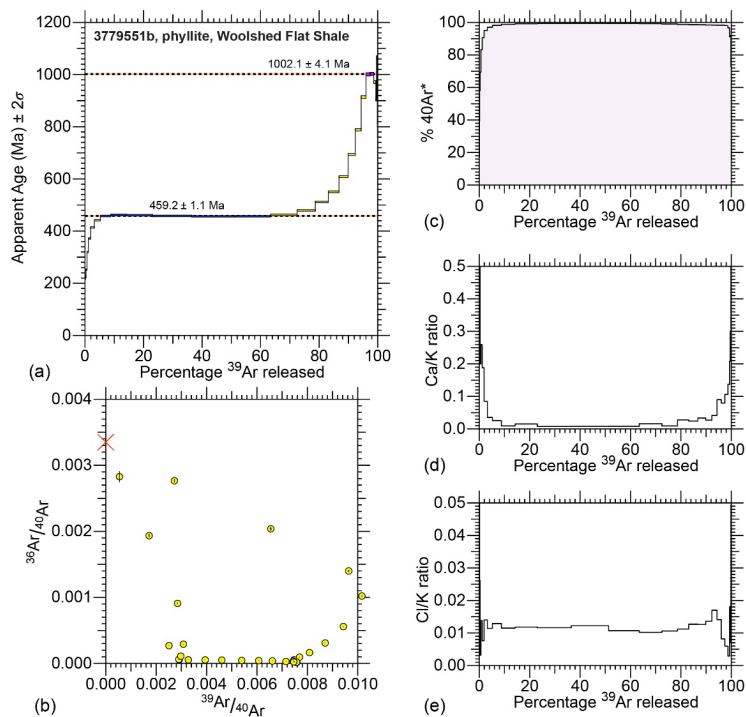 1200
1000
800
600
400
200
0
Apparent Age (Ma) ± 2σ
3779551b, phyllite, Woolshed Flat Shale
1002.1 ± 4.1 Ma
459.2 ± 1.1 Ma
0 20 40 60 80 100
(a) Percentage 39Ar released
100
80
60
40
20
0
% 40Ar*
0 20 40 60 80 100
(c) Percentage 39Ar released
0.5
0.4
0.3
0.2
0.1
0.0
Ca/K ratio
0 20 40 60 80 100
(d) Percentage 39Ar released
0.004
0.003
0.002
0.001
0.000
36Ar/40Ar
0.000 0.002 0.004 0.006 0.008 0.010
(b) 39Ar/40Ar
0.05
0.04
0.03
0.02
0.01
0.00
Cl/K ratio
0 20 40 60 80 100
(e) Percentage 39Ar released